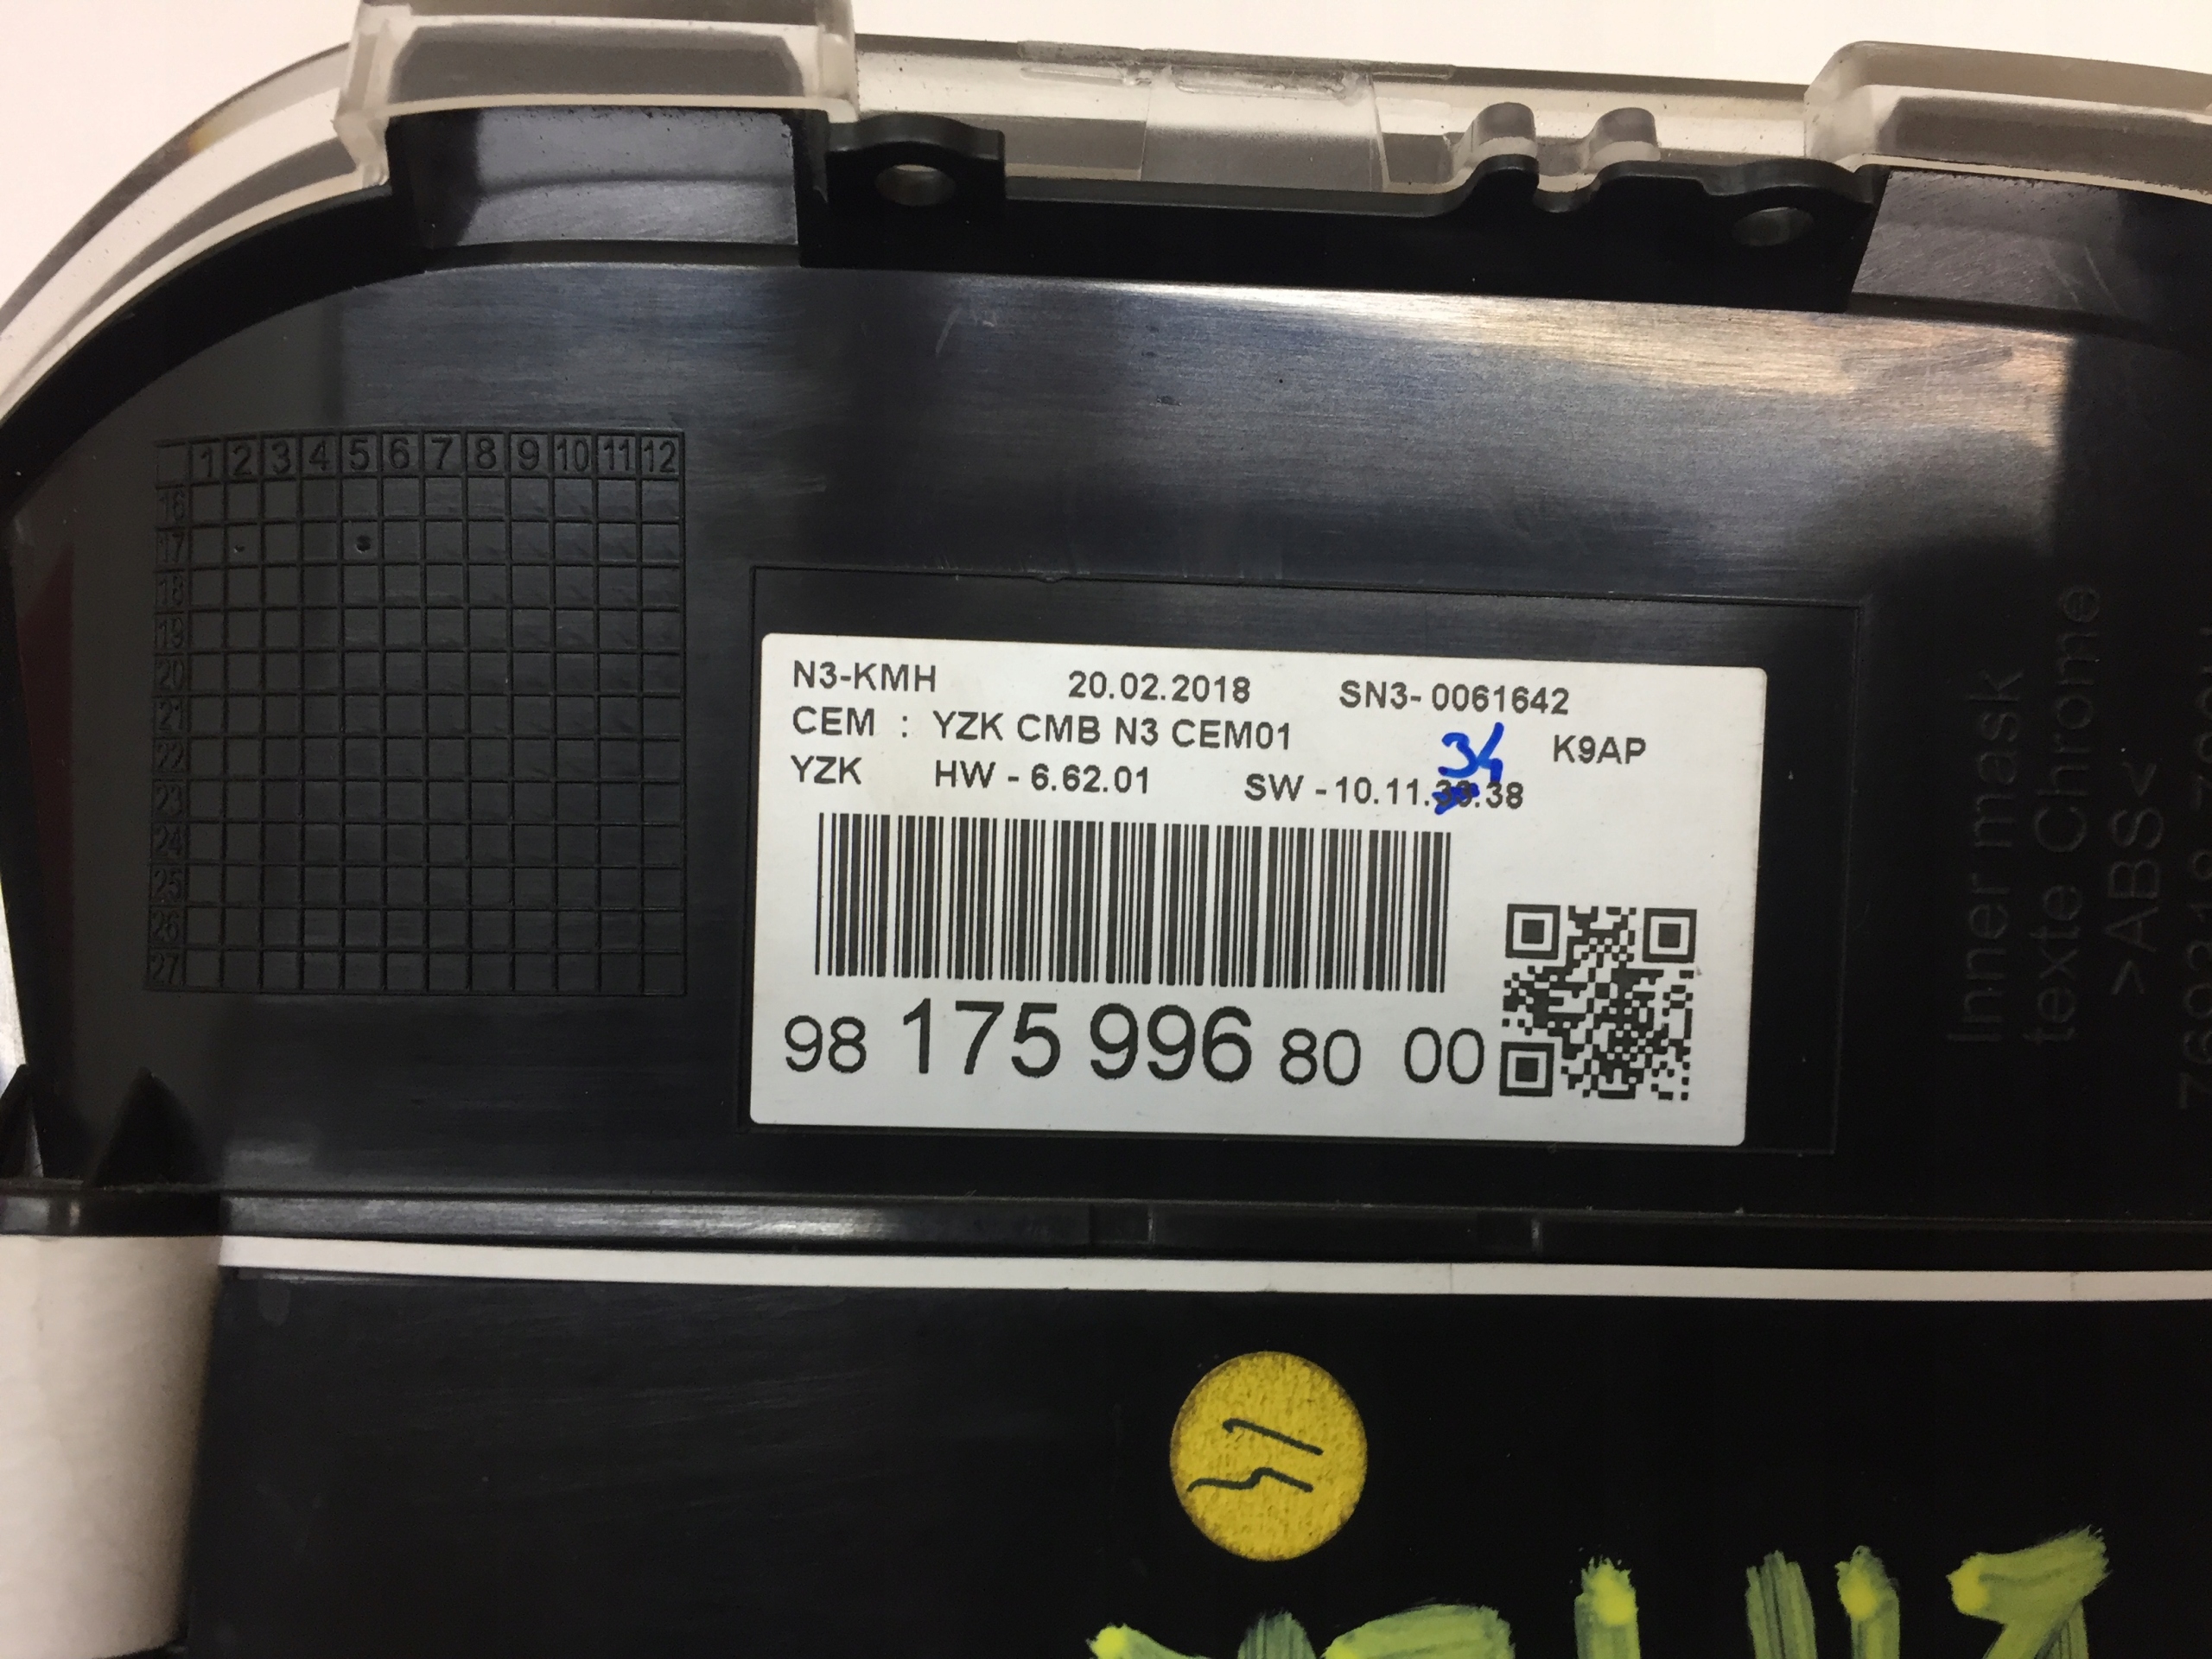 1 2 3 4 5 6 7 8 9 10 11 12
16
17
18
19
20
21
22
23
24
25
26
27
N3-KMH 20.02.2018 SN3- 0061642
CEM : YZK CMB N3 CEM01 34 K9AP
YZK HW - 6.62.01 SW - 10.11. .38
98 175 996 80 00
Inner mask
texte Chrome
>ABS<